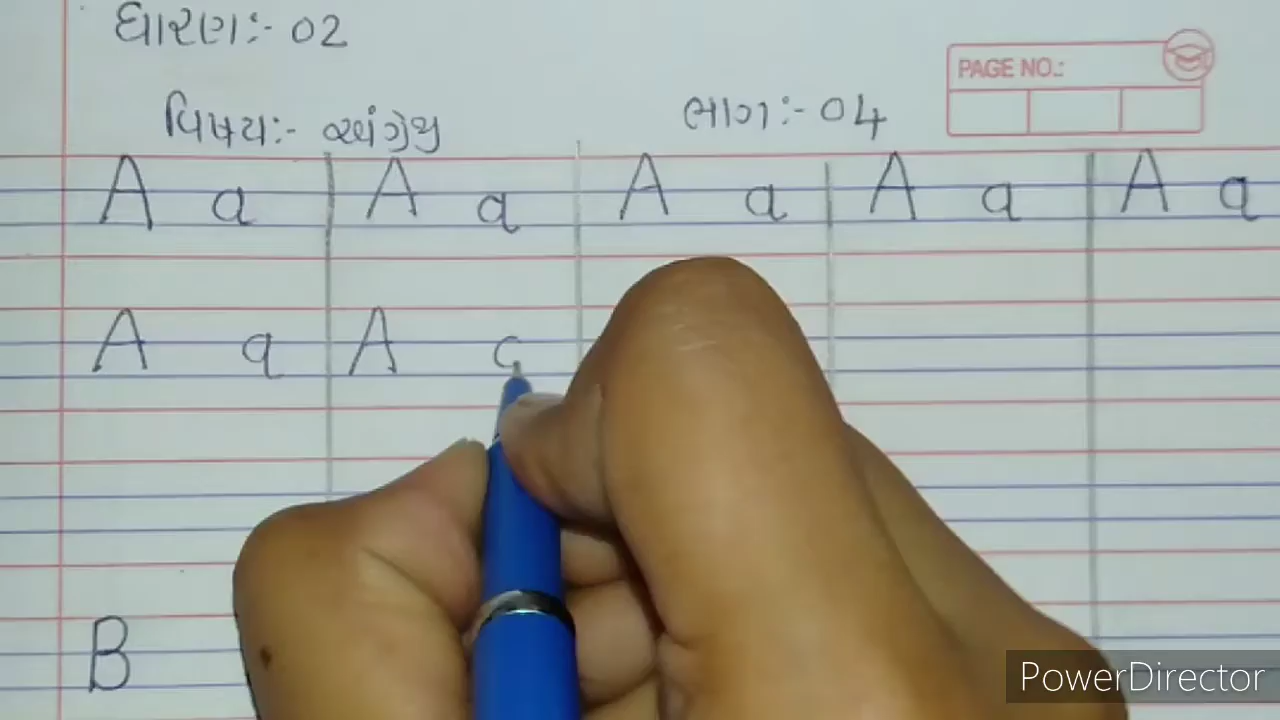 ધારણ:- 02
PAGE NO.:
વિષય:- અંગ્રેજી ભાગ:- 04
A a A a A a A a A a
A a A a
B
PowerDirector